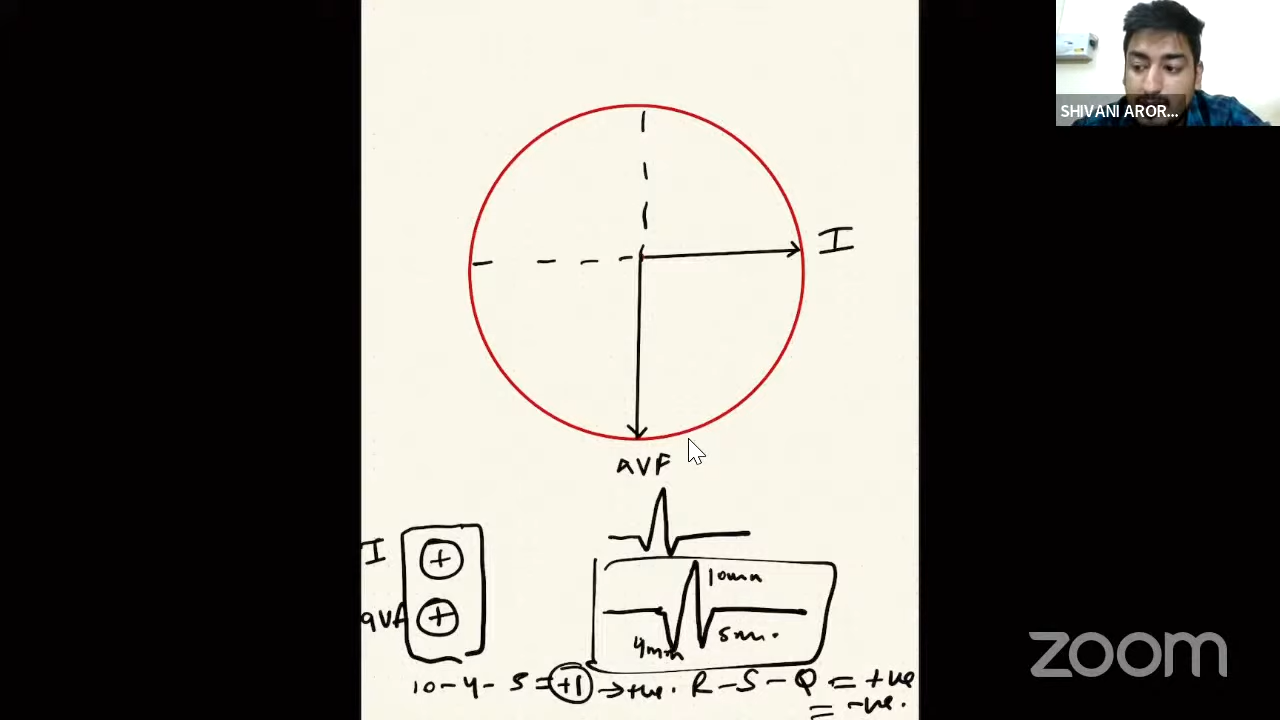 SHIVANI AROR...
I
AVF
I +
aVF +
10mm
4mm 5mm.
10-4-5=+1→+ve. R-S-Q=+ve
=-ve.
zoom